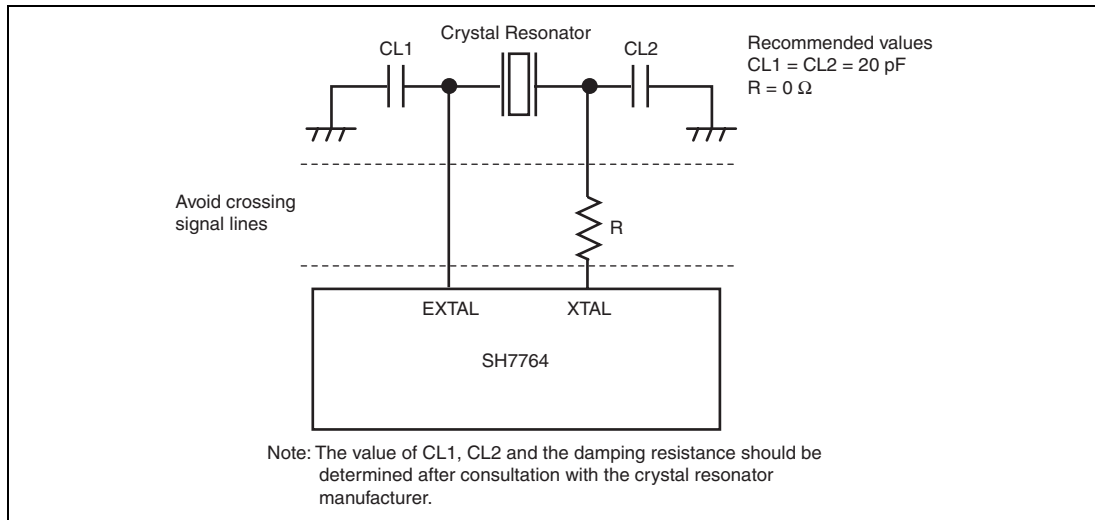 Crystal Resonator
CL1
CL2
Recommended values
CL1 = CL2 = 20 pF
R = 0 Ω
Avoid crossing
signal lines
R
EXTAL
XTAL
SH7764
Note: The value of CL1, CL2 and the damping resistance should be
determined after consultation with the crystal resonator
manufacturer.